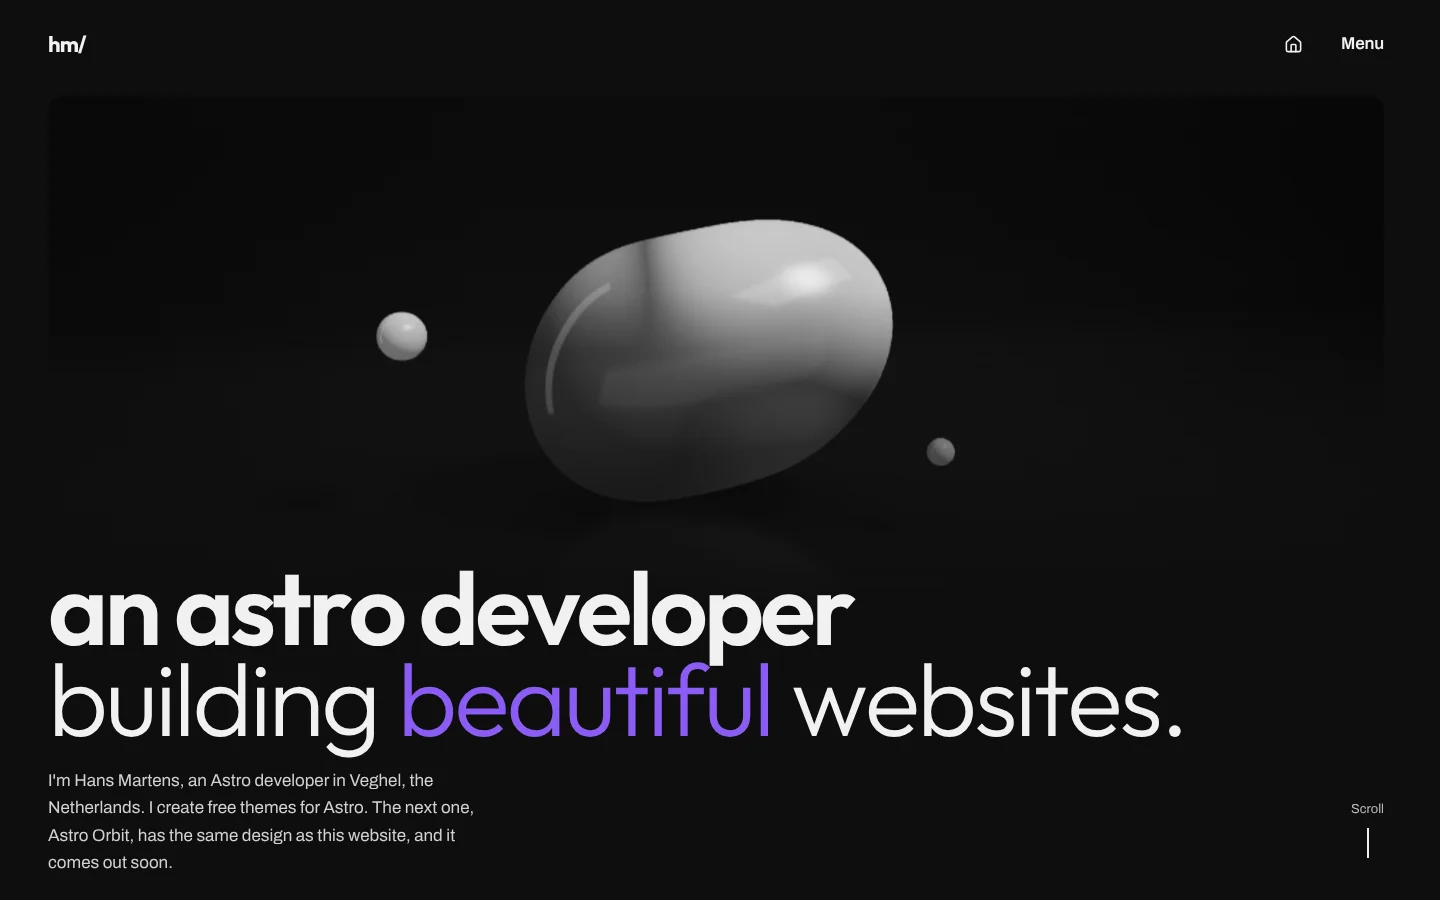 hm/
Menu
an astro developer
building beautiful websites.
I'm Hans Martens, an Astro developer in Veghel, the
Netherlands. I create free themes for Astro. The next one,
Astro Orbit, has the same design as this website, and it
comes out soon.
Scroll